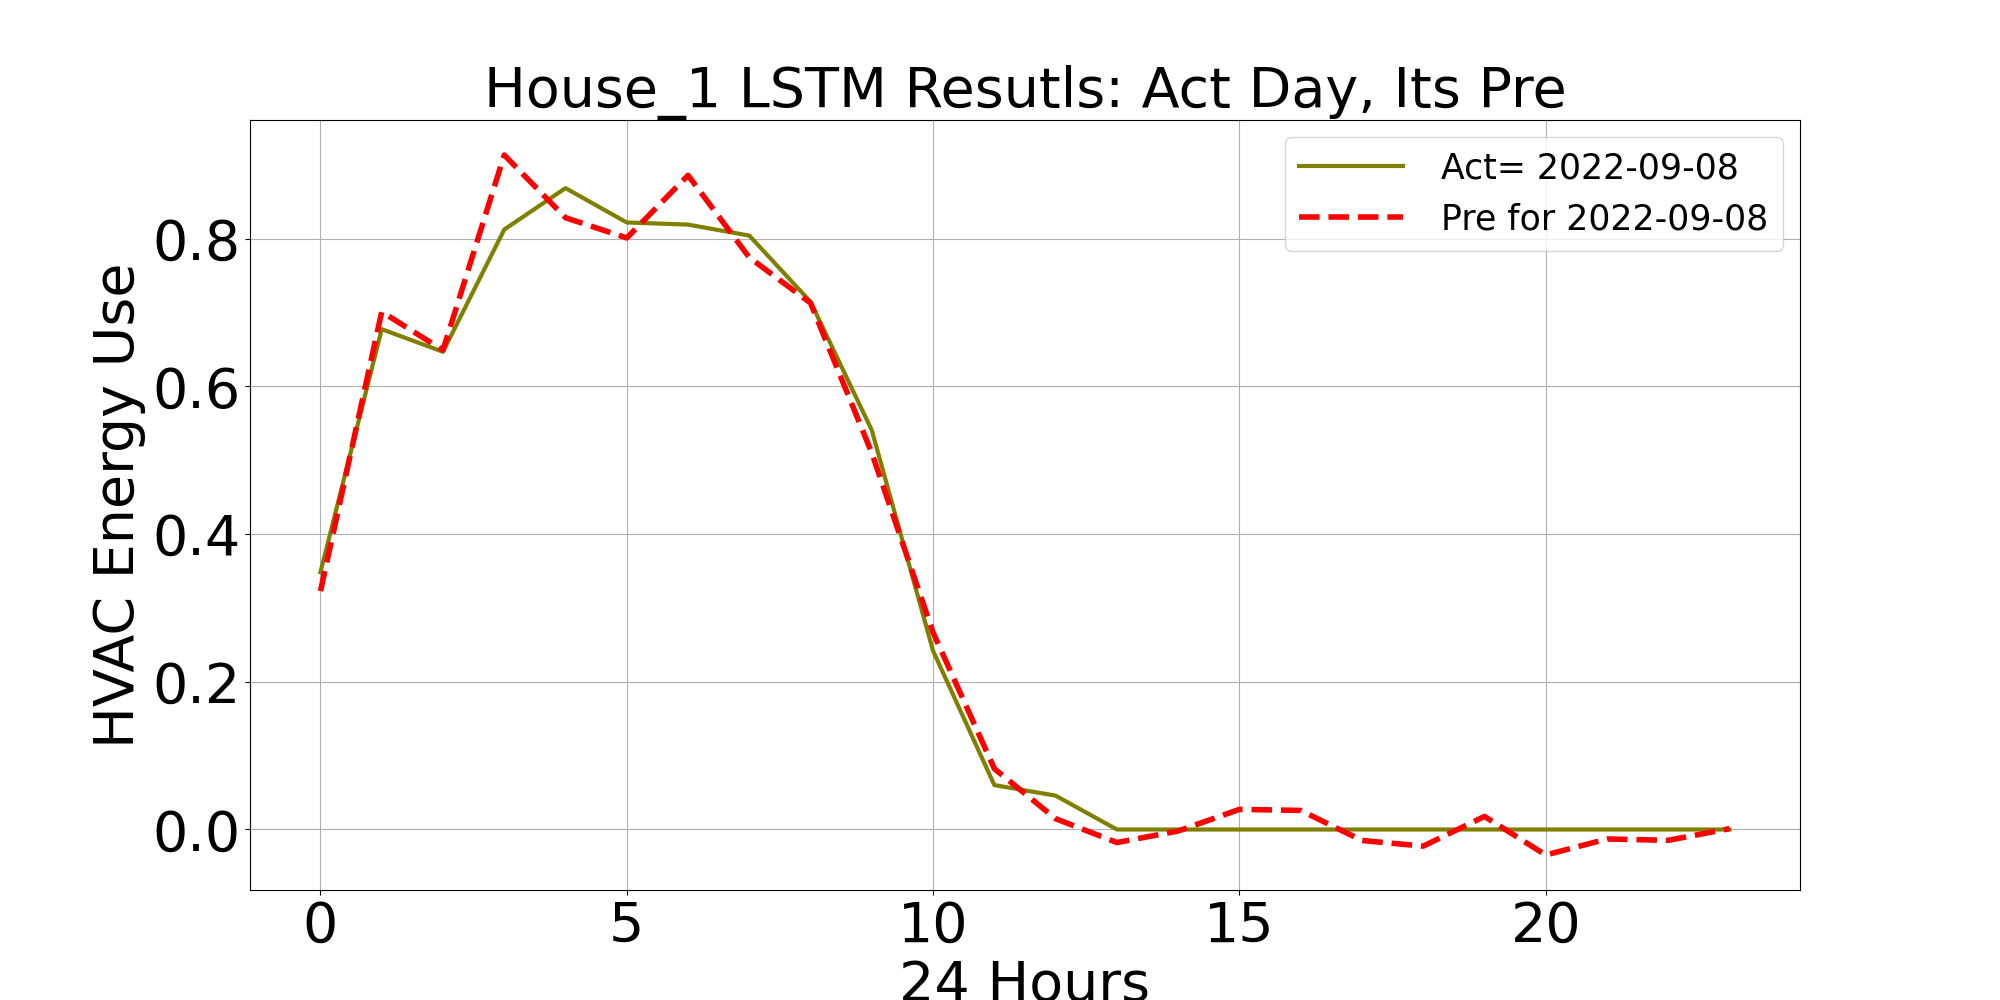 House_1 LSTM Resutls: Act Day, Its Pre
Act= 2022-09-08
Pre for 2022-09-08
HVAC Energy Use
0.8
0.6
0.4
0.2
0.0
0 5 10 15 20
24 Hours